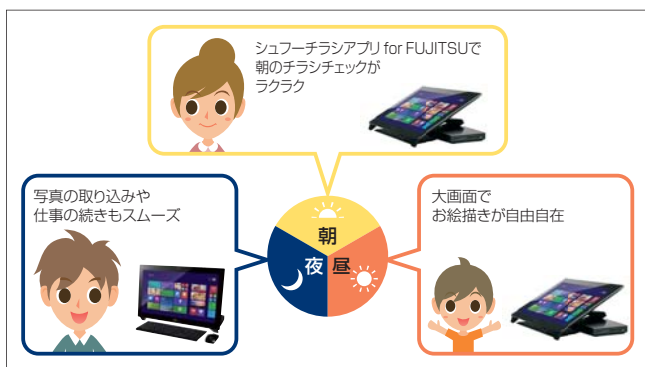 シュフーチラシアプリ for FUJITSUで
朝のチラシチェックが
ラクラク
写真の取り込みや
仕事の続きもスムーズ
大画面で
お絵描きが自由自在
朝
夜
昼